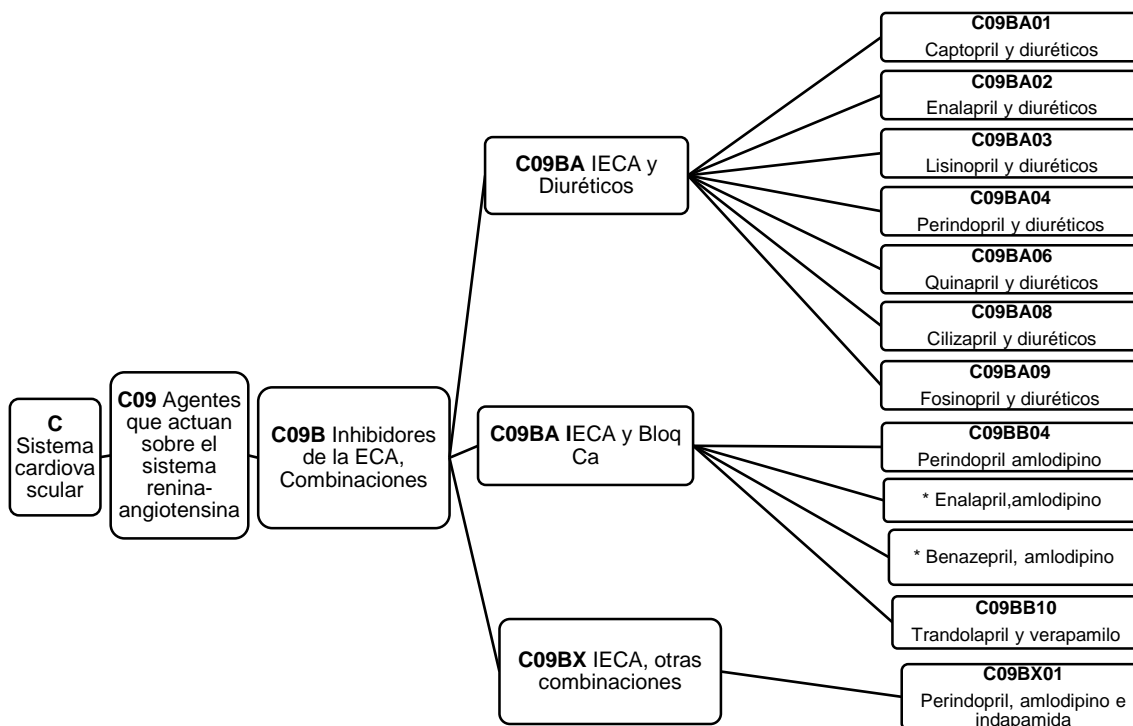 C
Sistema
cardiova
scular
C09 Agentes
que actuan
sobre el
sistema
renina-
angiotensina
C09B Inhibidores
de la ECA,
Combinaciones
C09BA IECA y
Diuréticos
C09BA01
Captopril y diuréticos
C09BA02
Enalapril y diuréticos
C09BA03
Lisinopril y diuréticos
C09BA04
Perindopril y diuréticos
C09BA06
Quinapril y diuréticos
C09BA08
Cilizapril y diuréticos
C09BA09
Fosinopril y diuréticos
C09BA IECA y Bloq
Ca
C09BB04
Perindopril amlodipino
* Enalapril,amlodipino
* Benazepril, amlodipino
C09BB10
Trandolapril y verapamilo
C09BX IECA, otras
combinaciones
C09BX01
Perindopril, amlodipino e
indapamida